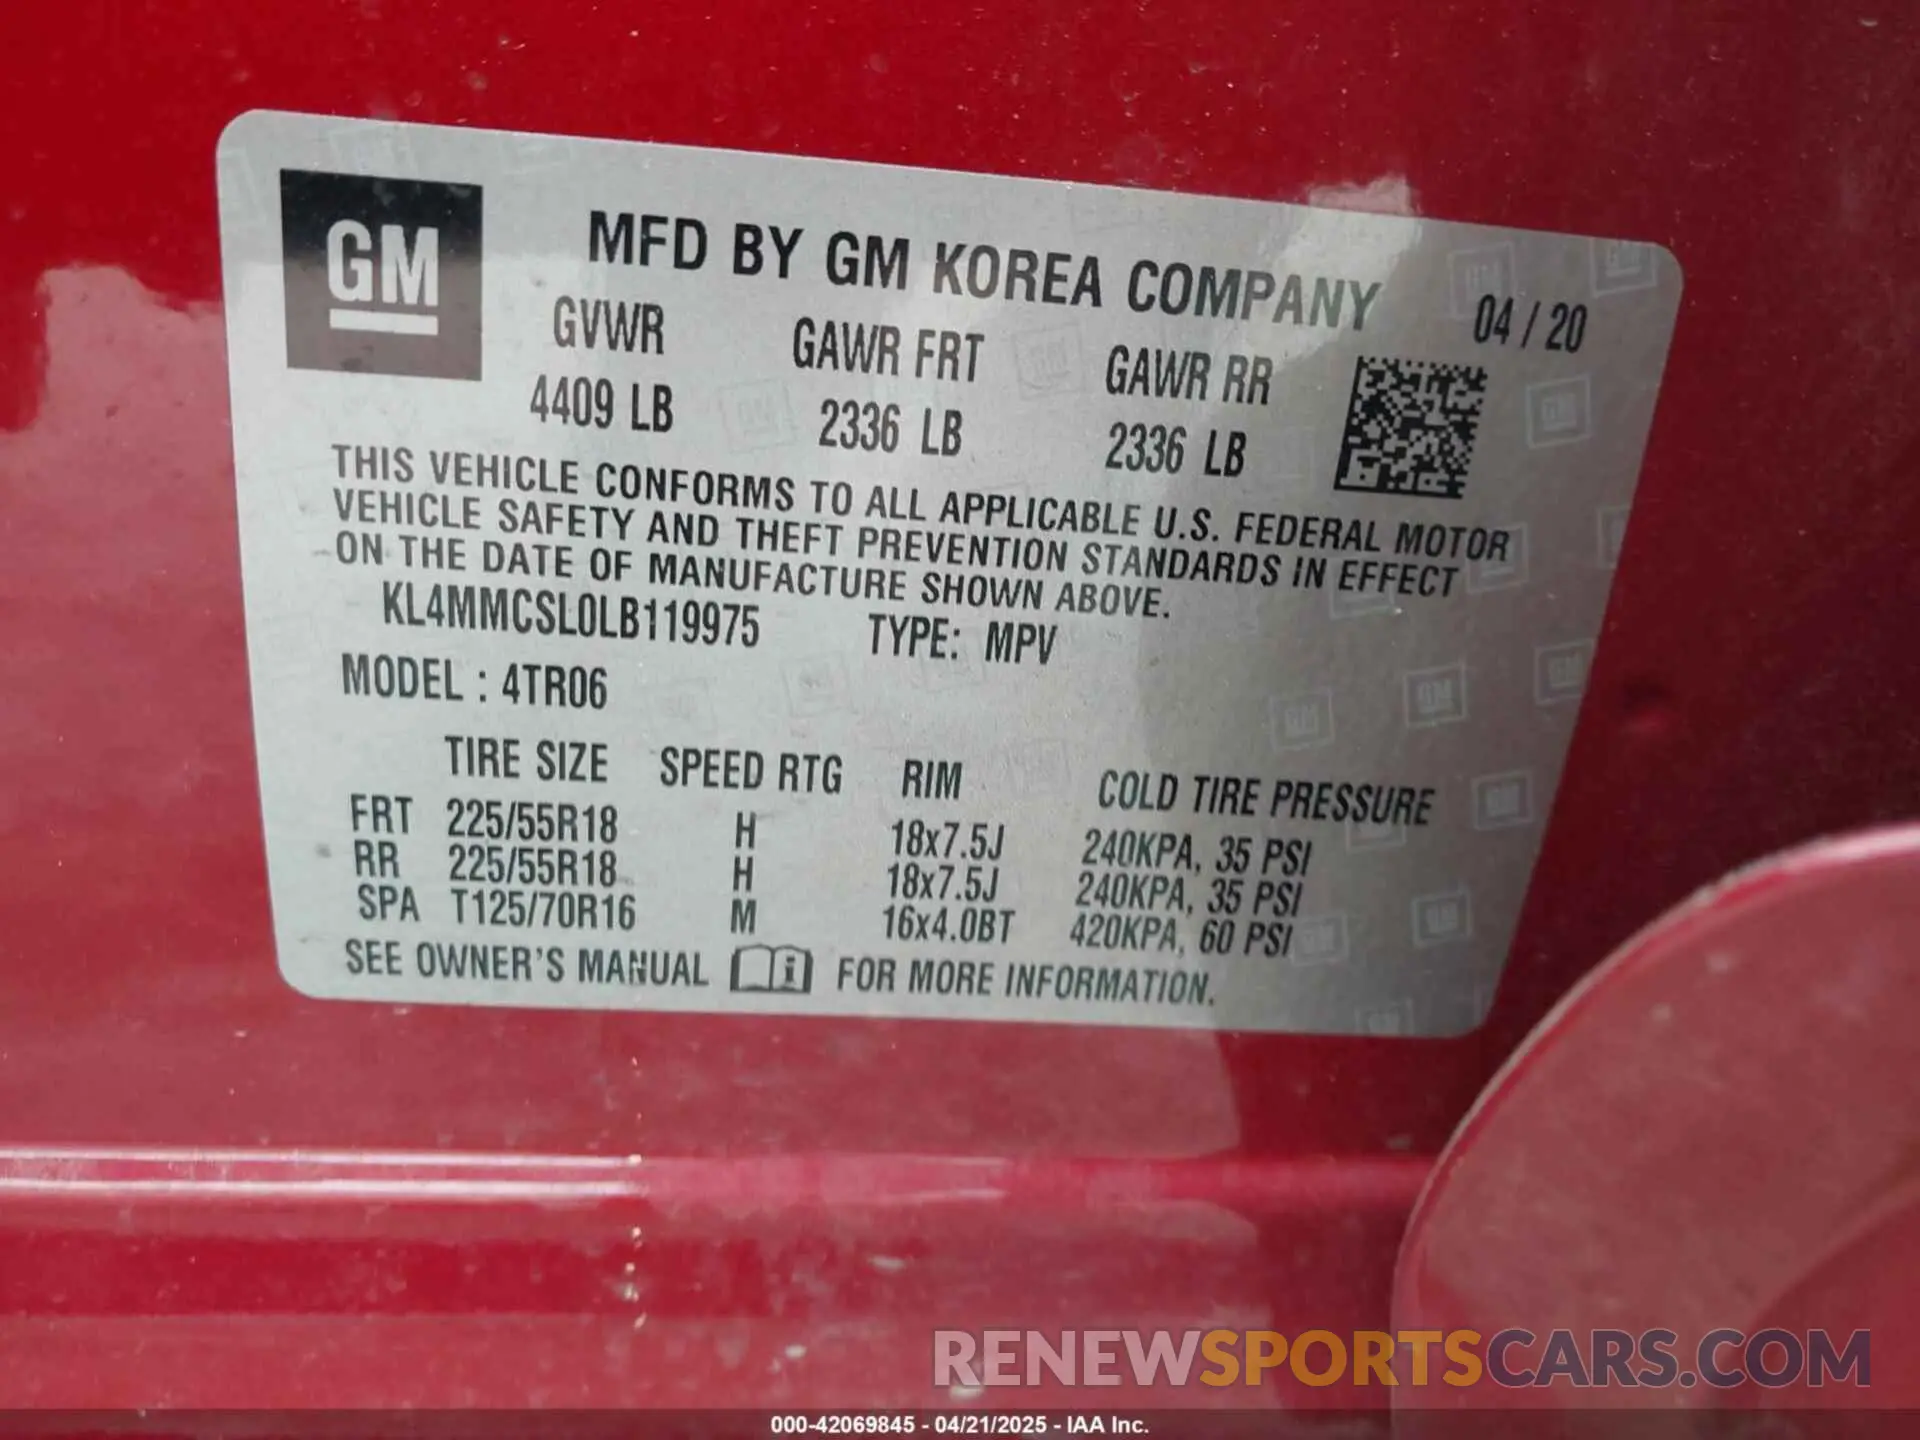 GM
MFD BY GM KOREA COMPANY 04 / 20
GVWR GAWR FRT GAWR RR
4409 LB 2336 LB 2336 LB
THIS VEHICLE CONFORMS TO ALL APPLICABLE U.S. FEDERAL MOTOR
VEHICLE SAFETY AND THEFT PREVENTION STANDARDS IN EFFECT
ON THE DATE OF MANUFACTURE SHOWN ABOVE.
KL4MMCSL0LB119975 TYPE: MPV
MODEL : 4TR06
TIRE SIZE SPEED RTG RIM COLD TIRE PRESSURE
FRT 225/55R18 H 18x7.5J 240KPA, 35 PSI
RR 225/55R18 H 18x7.5J 240KPA, 35 PSI
SPA T125/70R16 M 16x4.0BT 420KPA, 60 PSI
SEE OWNER'S MANUAL i FOR MORE INFORMATION.
RENEWSPORTSCARS.COM
000-42069845 - 04/21/2025 - IAA Inc.